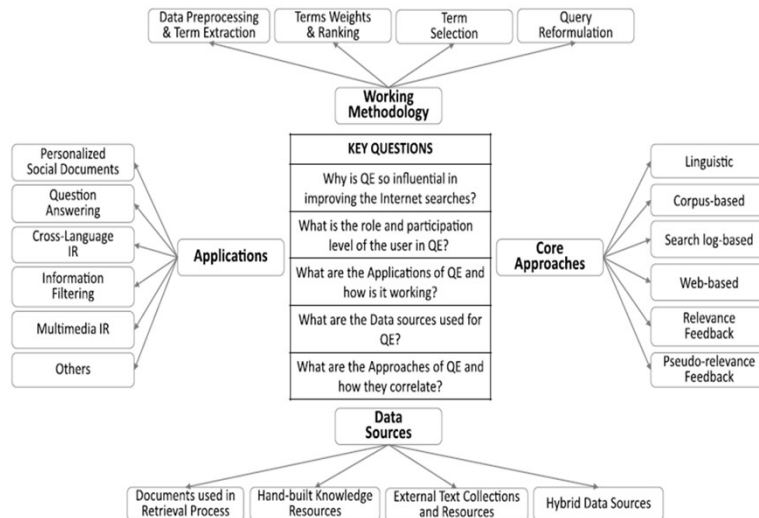 Data Preprocessing
& Term Extraction
Terms Weights
& Ranking
Term
Selection
Query
Reformulation
Working
Methodology
Personalized
Social Documents
Question
Answering
Cross-Language
IR
Information
Filtering
Multimedia IR
Others
Applications
KEY QUESTIONS
Why is QE so influential in
improving the Internet searches?
What is the role and participation
level of the user in QE?
What are the Applications of QE and
how is it working?
What are the Data sources used for
QE?
What are the Approaches of QE and
how they correlate?
Core
Approaches
Linguistic
Corpus-based
Search log-based
Web-based
Relevance
Feedback
Pseudo-relevance
Feedback
Data
Sources
Documents used in
Retrieval Process
Hand-built Knowledge
Resources
External Text Collections
and Resources
Hybrid Data Sources